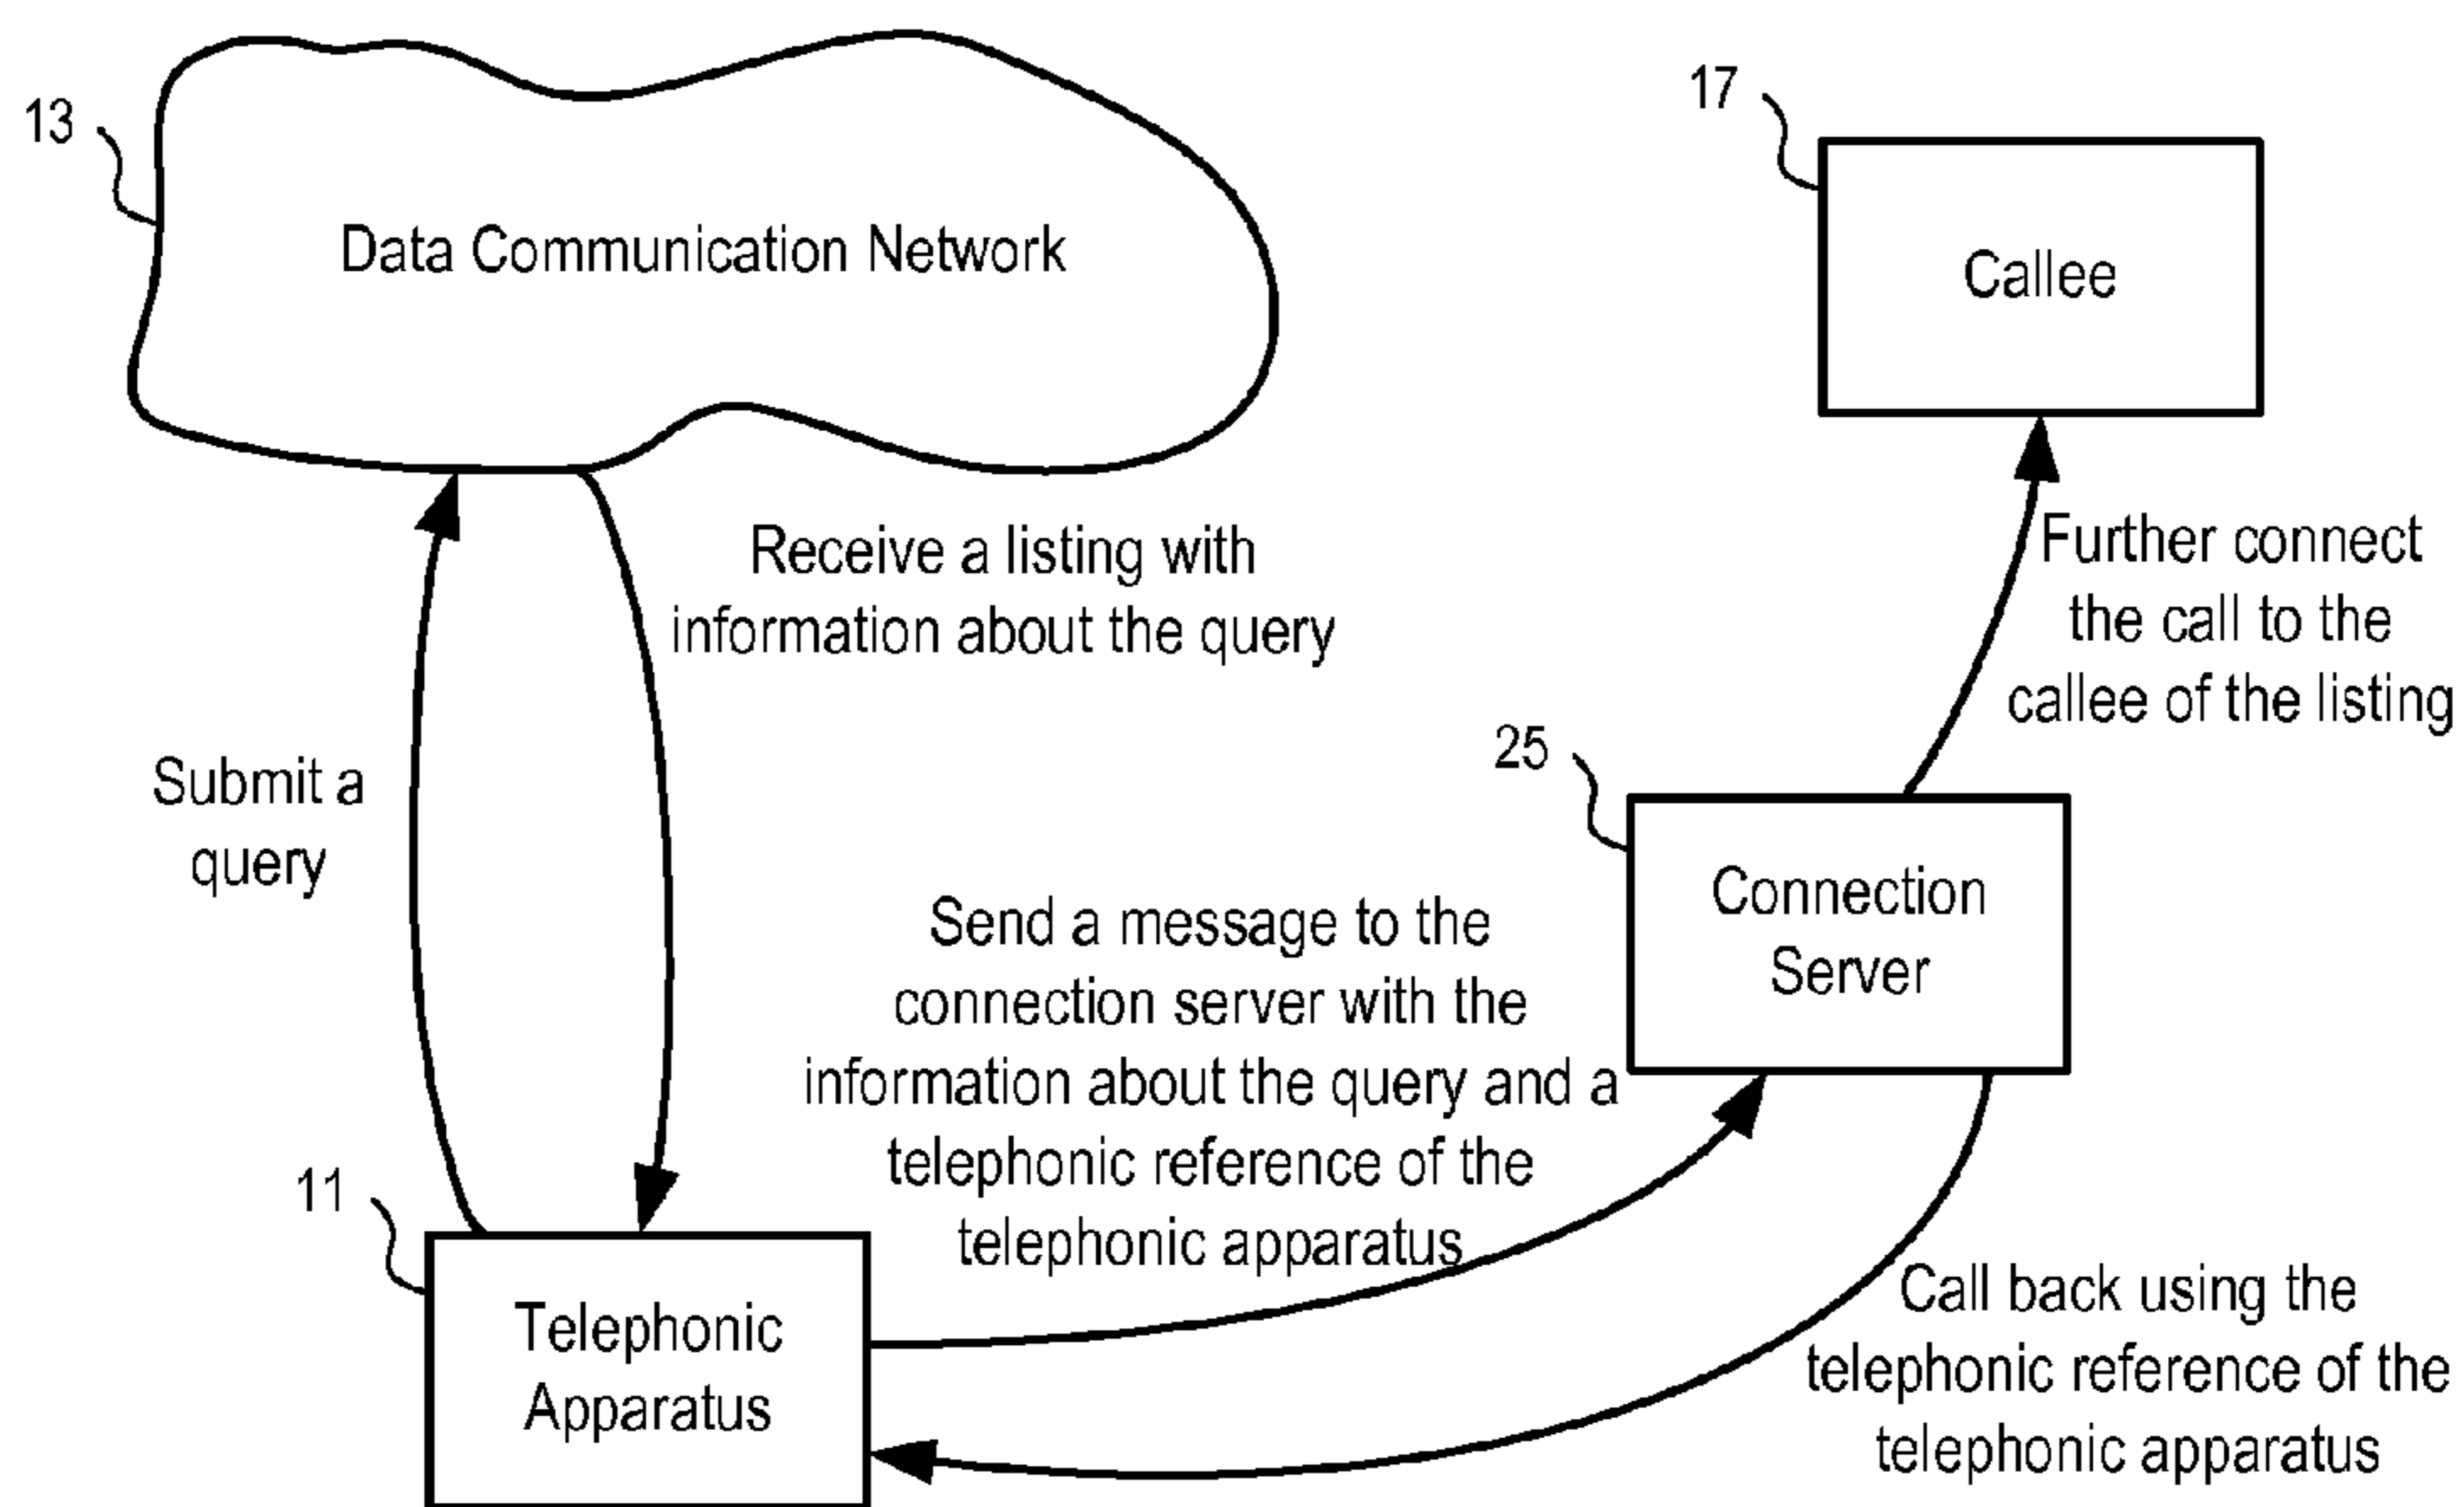 13
Data Communication Network
17
Callee
Receive a listing with
information about the query
Further connect
the call to the
callee of the listing
Submit a
query
25
Connection
Server
Send a message to the
connection server with the
information about the query and a
telephonic reference of the
telephonic apparatus
11
Telephonic
Apparatus
Call back using the
telephonic reference of the
telephonic apparatus